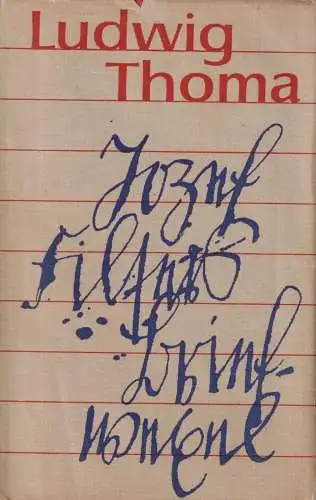 Ludwig
Thoma
Jozef
Filsers
Brief-
wexel